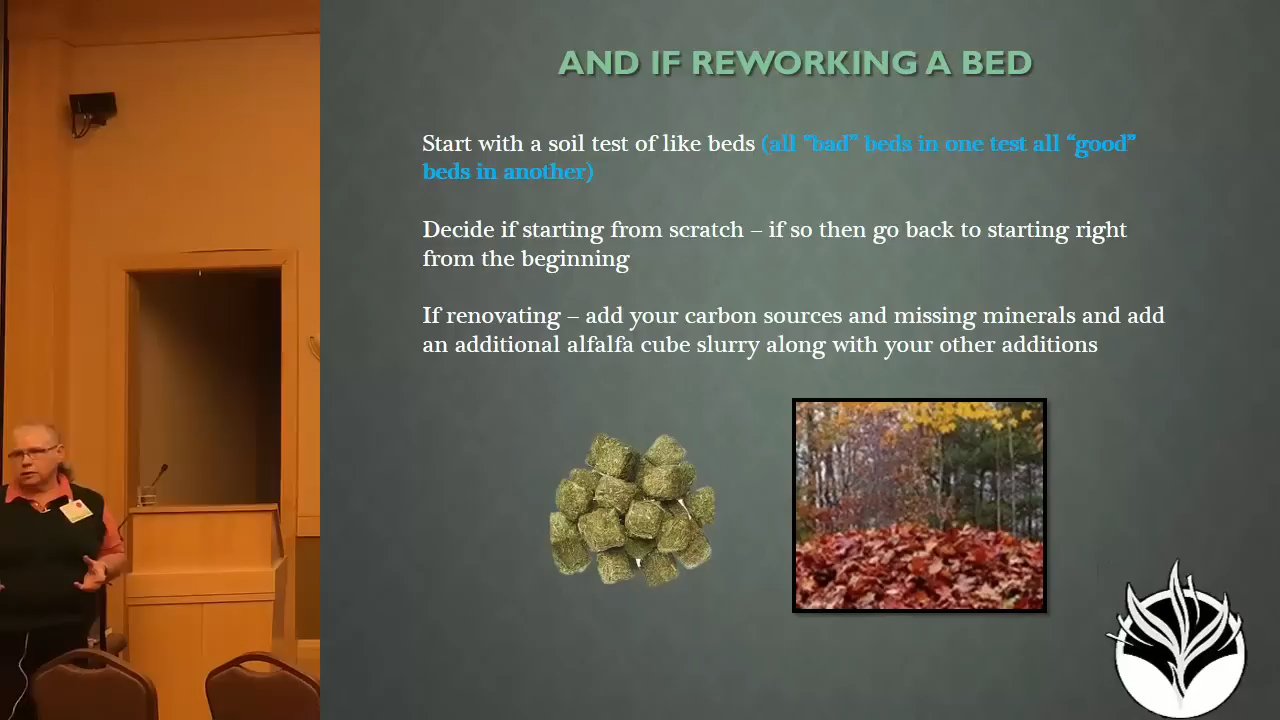 AND IF REWORKING A BED
Start with a soil test of like beds (all "bad" beds in one test all “good”
beds in another)
Decide if starting from scratch – if so then go back to starting right
from the beginning
If renovating – add your carbon sources and missing minerals and add
an additional alfalfa cube slurry along with your other additions